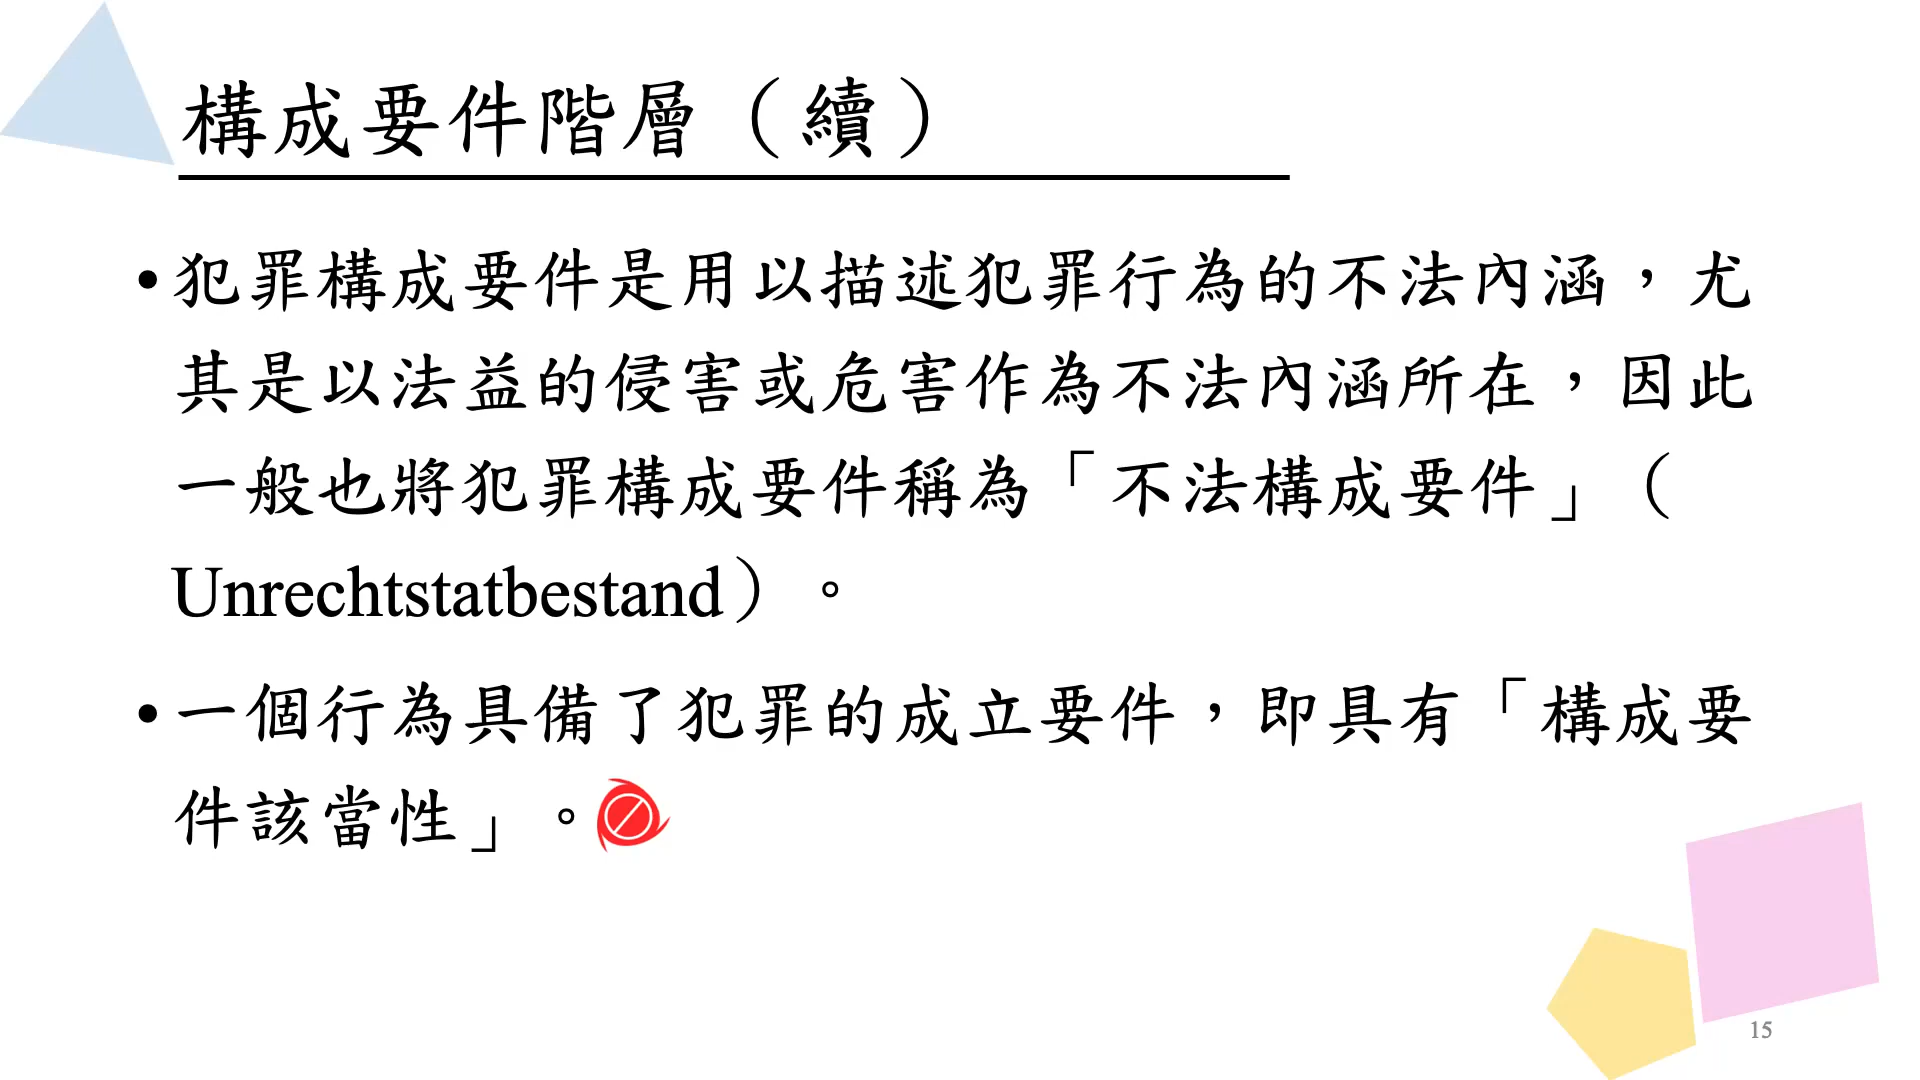 構成要件階層（續）
•犯罪構成要件是用以描述犯罪行為的不法內涵，尤
其是以法益的侵害或危害作為不法內涵所在，因此
一般也將犯罪構成要件稱為「不法構成要件」（
Unrechtstatbestand）。
•一個行為具備了犯罪的成立要件，即具有「構成要
件該當性」。
15